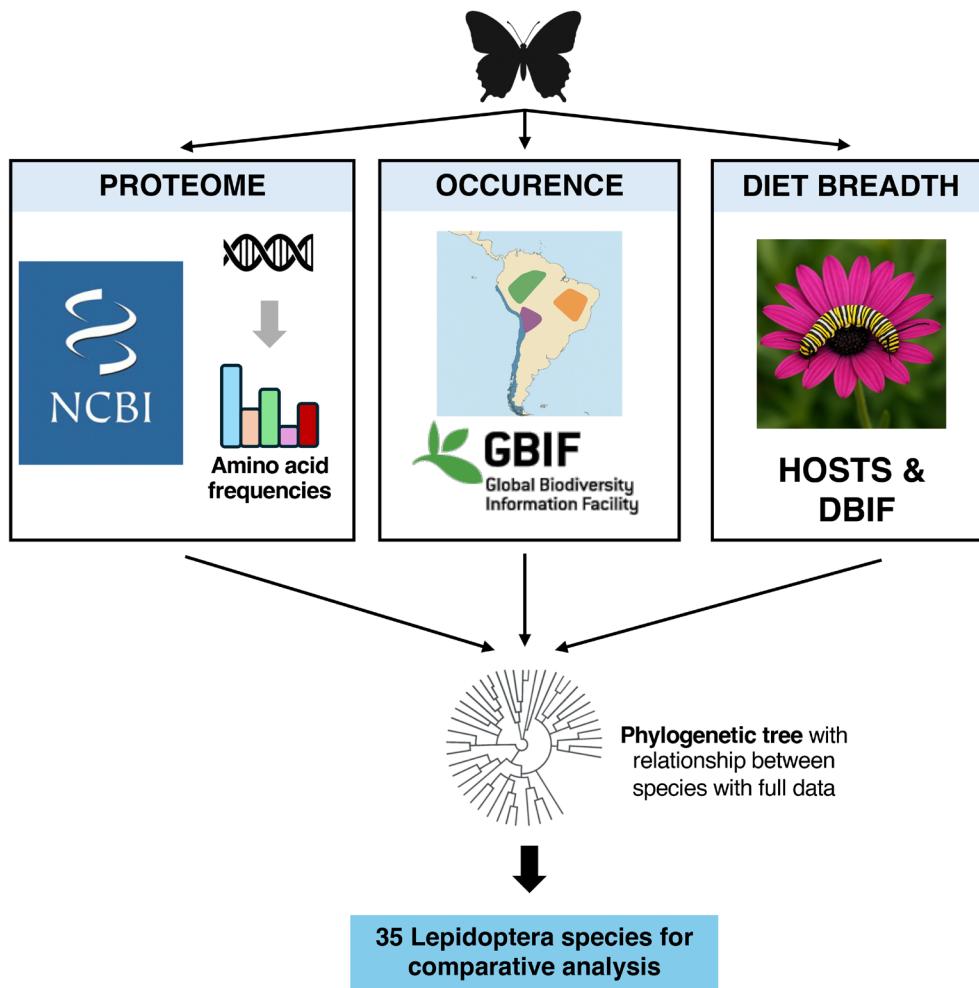 PROTEOME
NCBI
Amino acid
frequencies
OCCURENCE
GBIF
Global Biodiversity
Information Facility
DIET BREADTH
HOSTS &
DBIF
Phylogenetic tree with
relationship between
species with full data
35 Lepidoptera species for
comparative analysis